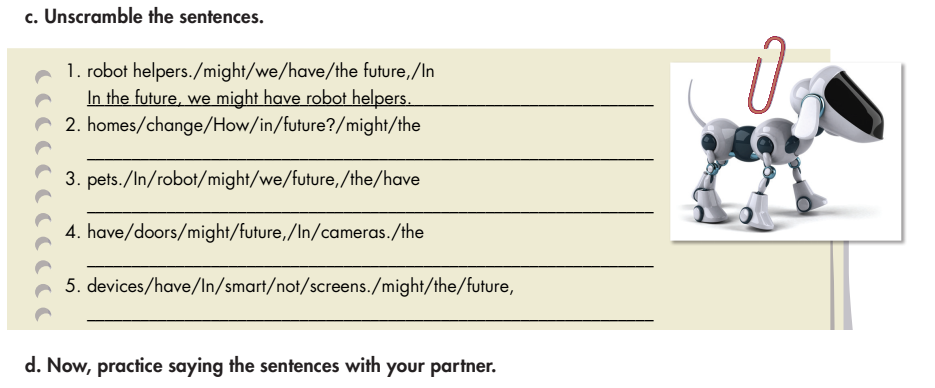 c. Unscramble the sentences.
1. robot helpers./might/we/have/the future,/In
In the future, we might have robot helpers.
2. homes/change/How/in/future?/might/the
3. pets./In/robot/might/we/future,/the/have
4. have/doors/might/future,/In/cameras./the
5. devices/have/In/smart/not/screens./might/the/future,
d. Now, practice saying the sentences with your partner.